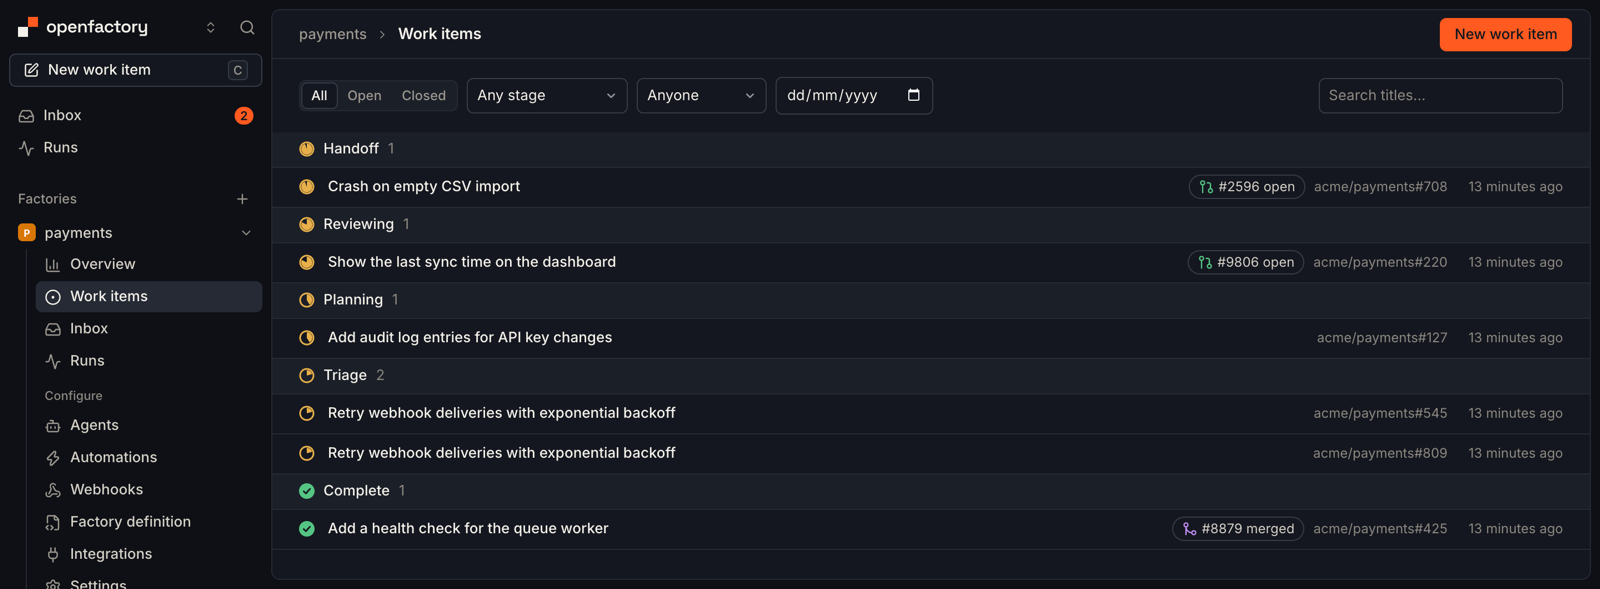 openfactory
New work item C
Inbox 2
Runs
Factories
P payments
Overview
Work items
Inbox
Runs
Configure
Agents
Automations
Webhooks
Factory definition
Integrations
Settings
payments > Work items
New work item
All Open Closed Any stage Anyone dd/mm/yyyy Search titles...
Handoff 1
Crash on empty CSV import #2596 open acme/payments#708 13 minutes ago
Reviewing 1
Show the last sync time on the dashboard #9806 open acme/payments#220 13 minutes ago
Planning 1
Add audit log entries for API key changes acme/payments#127 13 minutes ago
Triage 2
Retry webhook deliveries with exponential backoff acme/payments#545 13 minutes ago
Retry webhook deliveries with exponential backoff acme/payments#809 13 minutes ago
Complete 1
Add a health check for the queue worker #8879 merged acme/payments#425 13 minutes ago